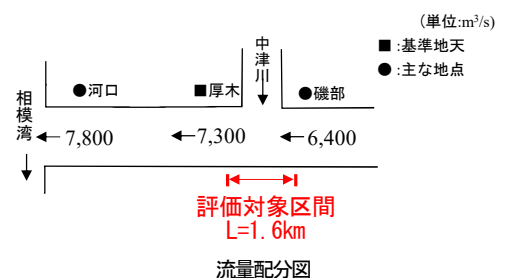 (単位:m³/s)
■:基準地天
●:主な地点
中津川
●河口
■厚木
●磯部
相模湾
7,800
7,300
6,400
評価対象区間
L=1.6km
流量配分図